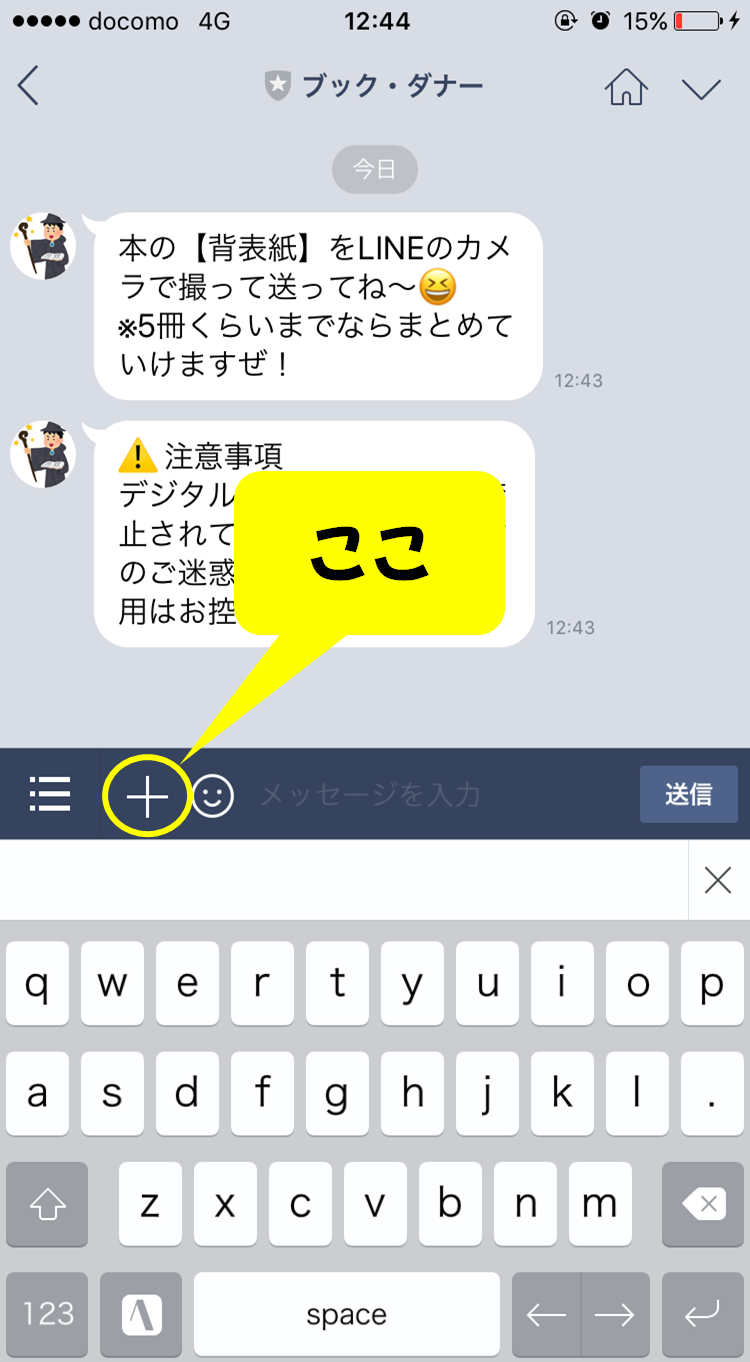 docomo 4G 12:44 15%
ブック・ダナー
今日
本の【背表紙】をLINEのカメ
ラで撮って送ってね〜😆
※5冊くらいまでならまとめて
いけますぜ！
12:43
⚠️注意事項
デジタル
止されて
のご迷惑
用はお控
12:43
ここ
メッセージを入力
送信
q w e r t y u i o p
a s d f g h j k l .
z x c v b n m
123 space